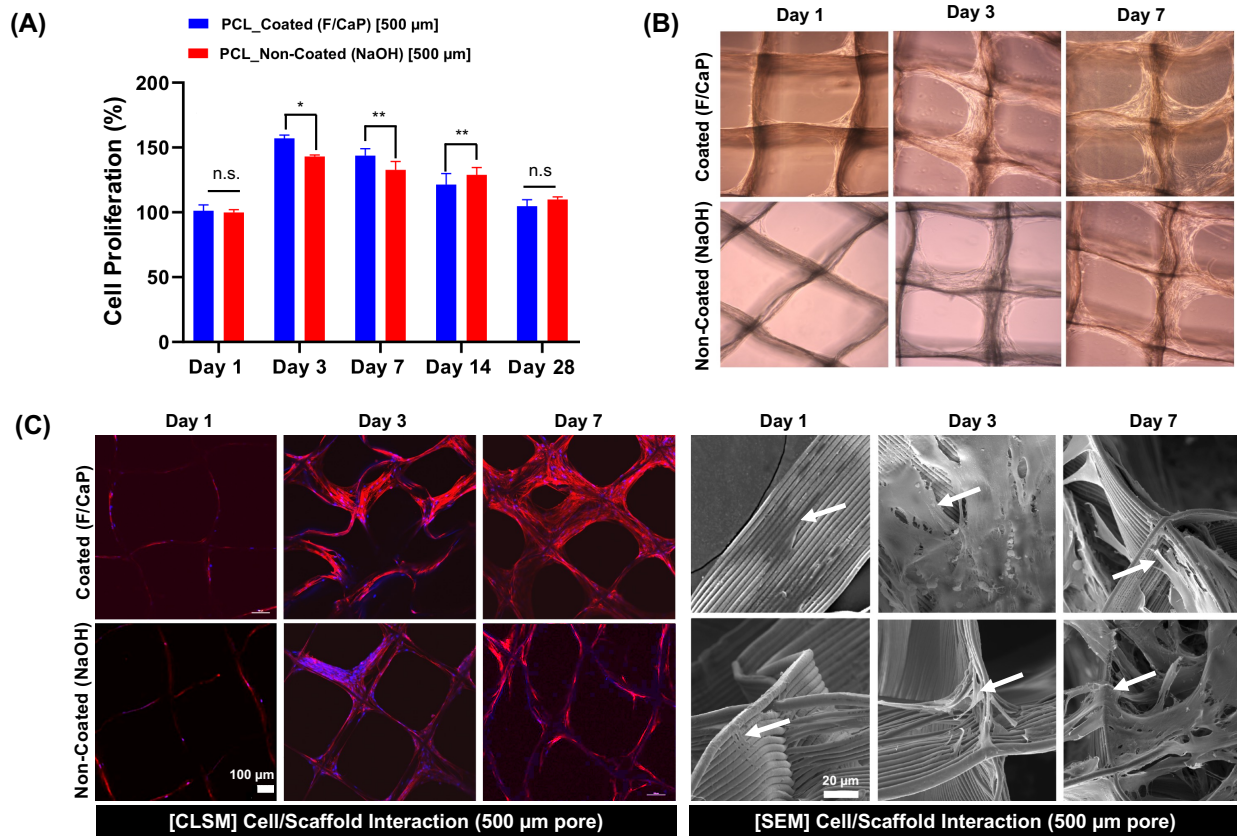 (A)
PCL_Coated (F/CaP) [500 µm]
PCL_Non-Coated (NaOH) [500 µm]
Cell Proliferation (%)
200
150
100
50
0
n.s.
*
**
**
n.s
Day 1
Day 3
Day 7
Day 14
Day 28
(B)
Day 1
Day 3
Day 7
Coated (F/CaP)
Non-Coated (NaOH)
(C)
Day 1
Day 3
Day 7
Day 1
Day 3
Day 7
Coated (F/CaP)
Non-Coated (NaOH)
100 µm
20 µm
[CLSM] Cell/Scaffold Interaction (500 µm pore)
[SEM] Cell/Scaffold Interaction (500 µm pore)